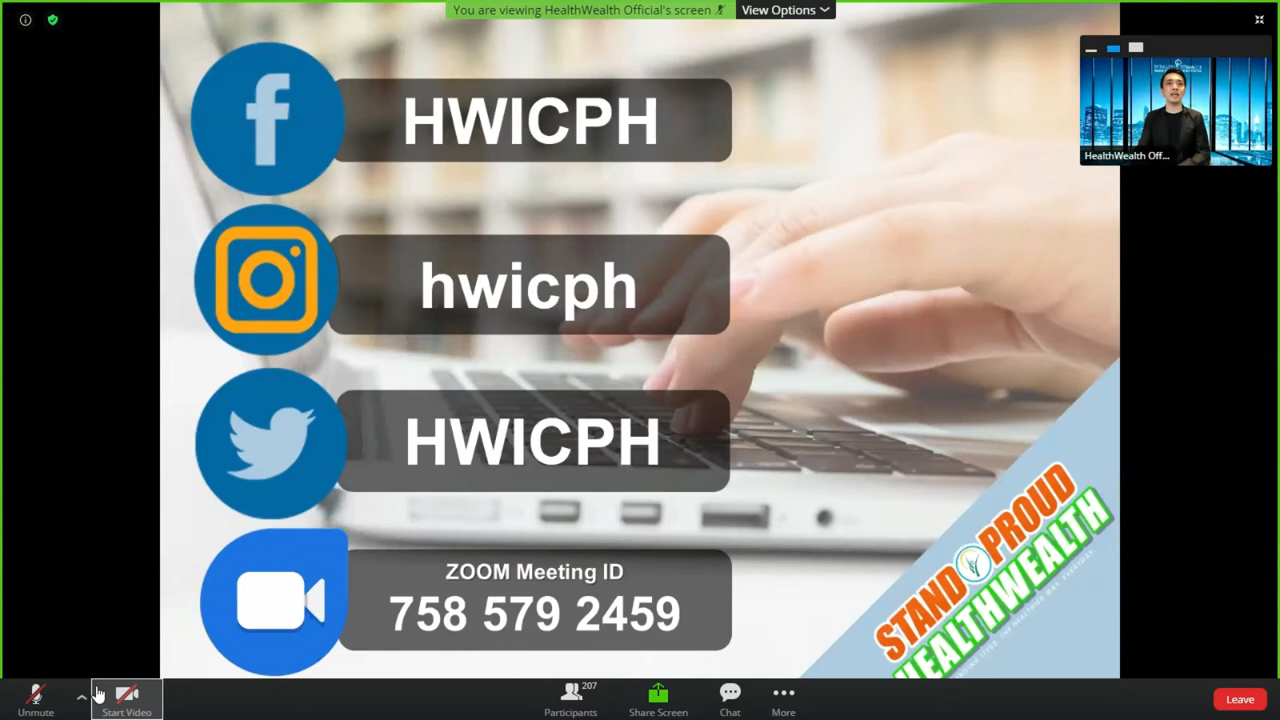 You are viewing HealthWealth Official's screen
View Options
HWICPH
HealthWealth Off...
hwicph
HWICPH
ZOOM Meeting ID
758 579 2459
STAND PROUD
HEALTHWEALTH
Unmute
Start Video
Participants
207
Share Screen
Chat
More
Leave